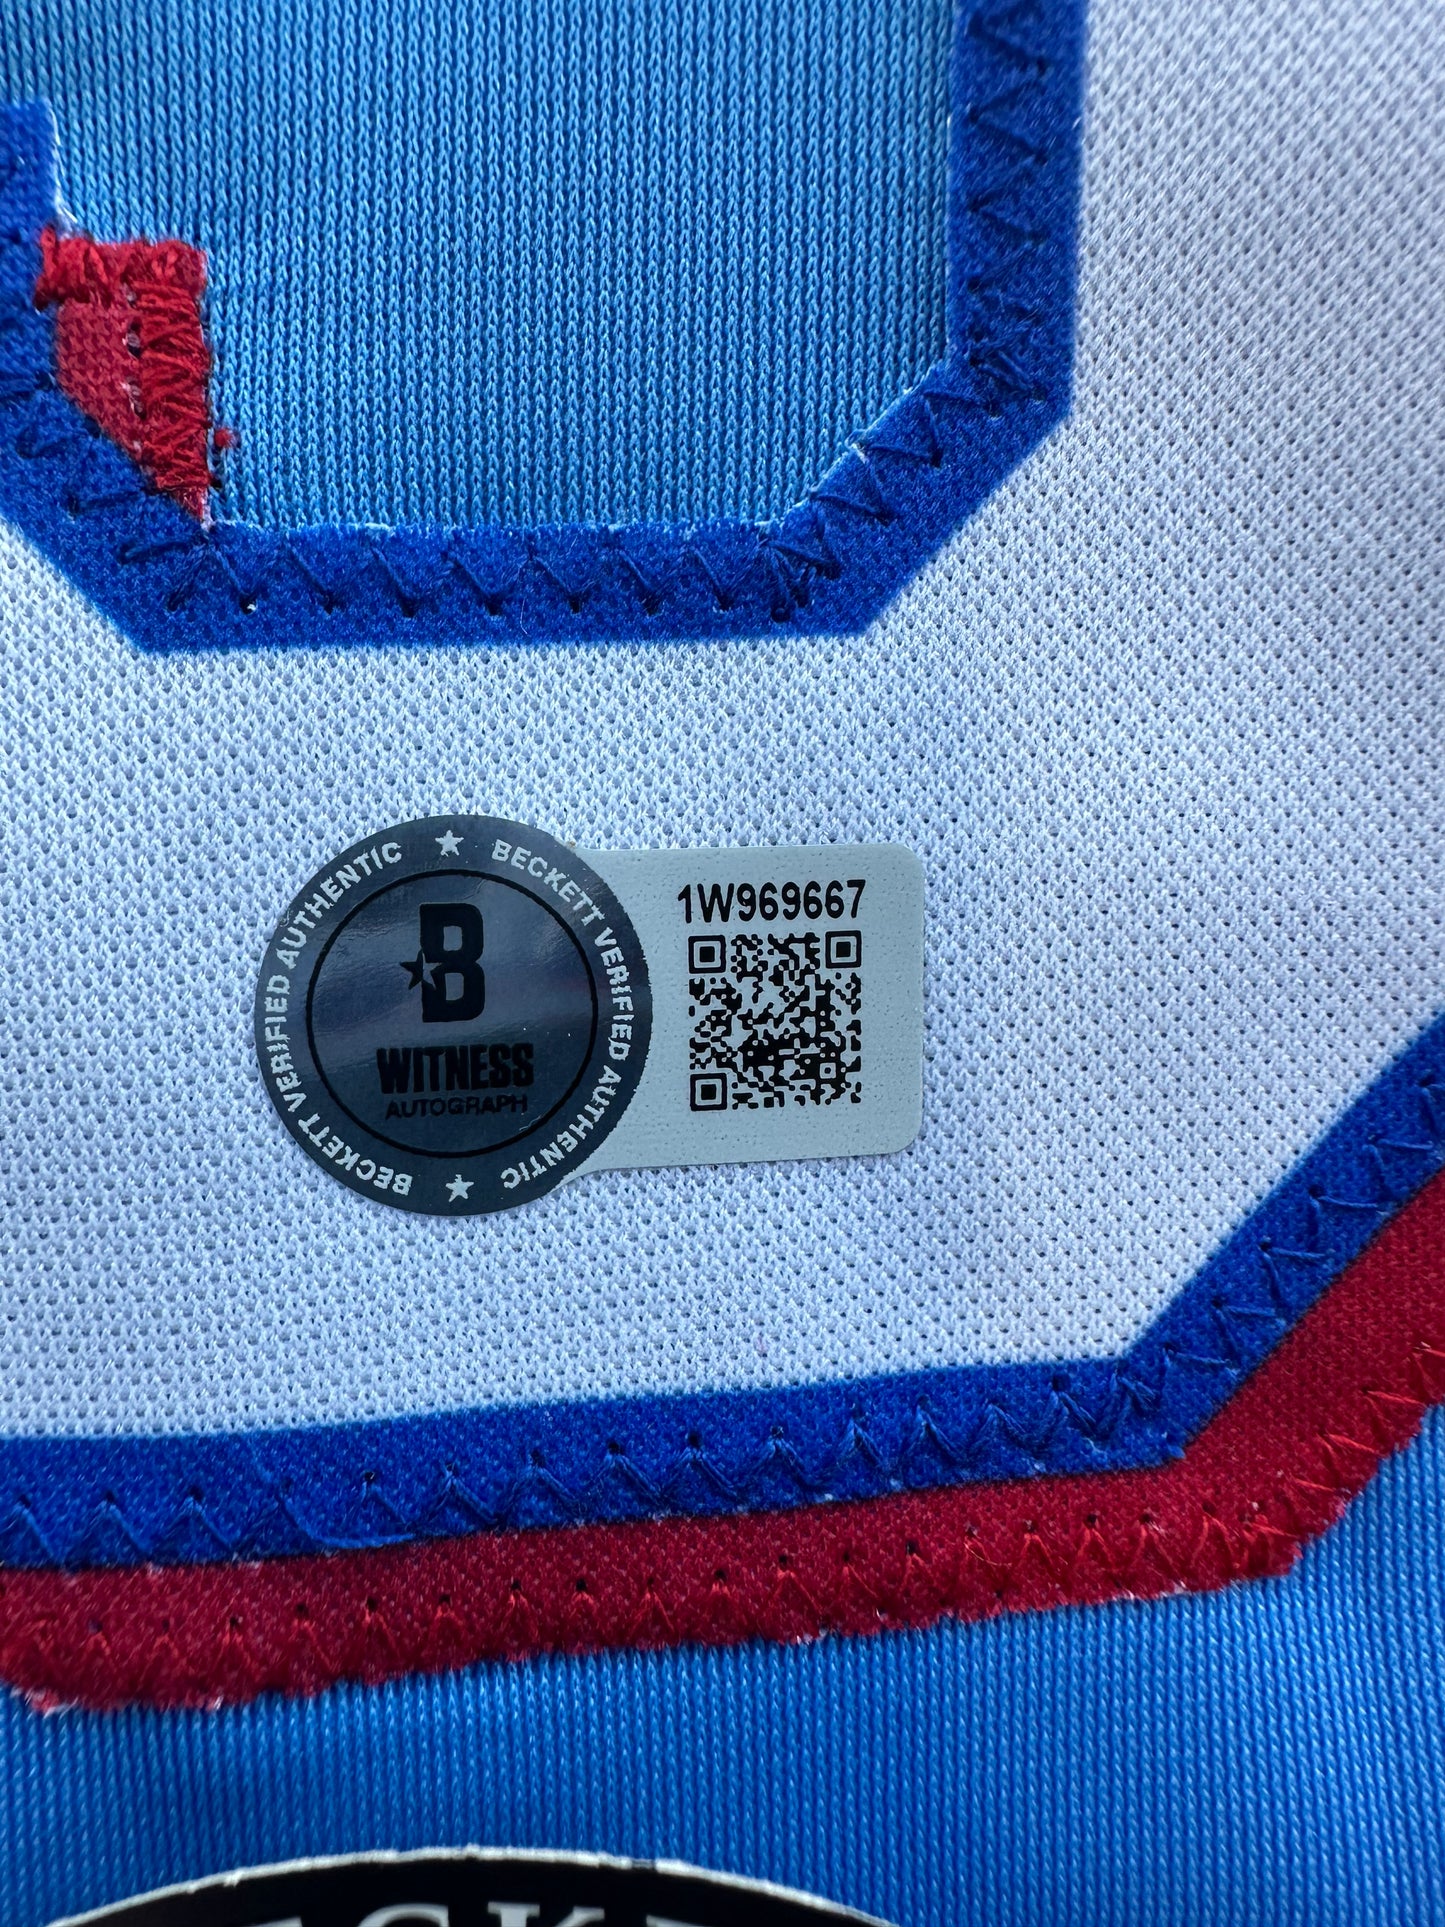 BECKETT VERIFIED AUTHENTIC ★ BECKETT VERIFIED AUTHENTIC ★
B
WITNESS
AUTOGRAPH
1W969667